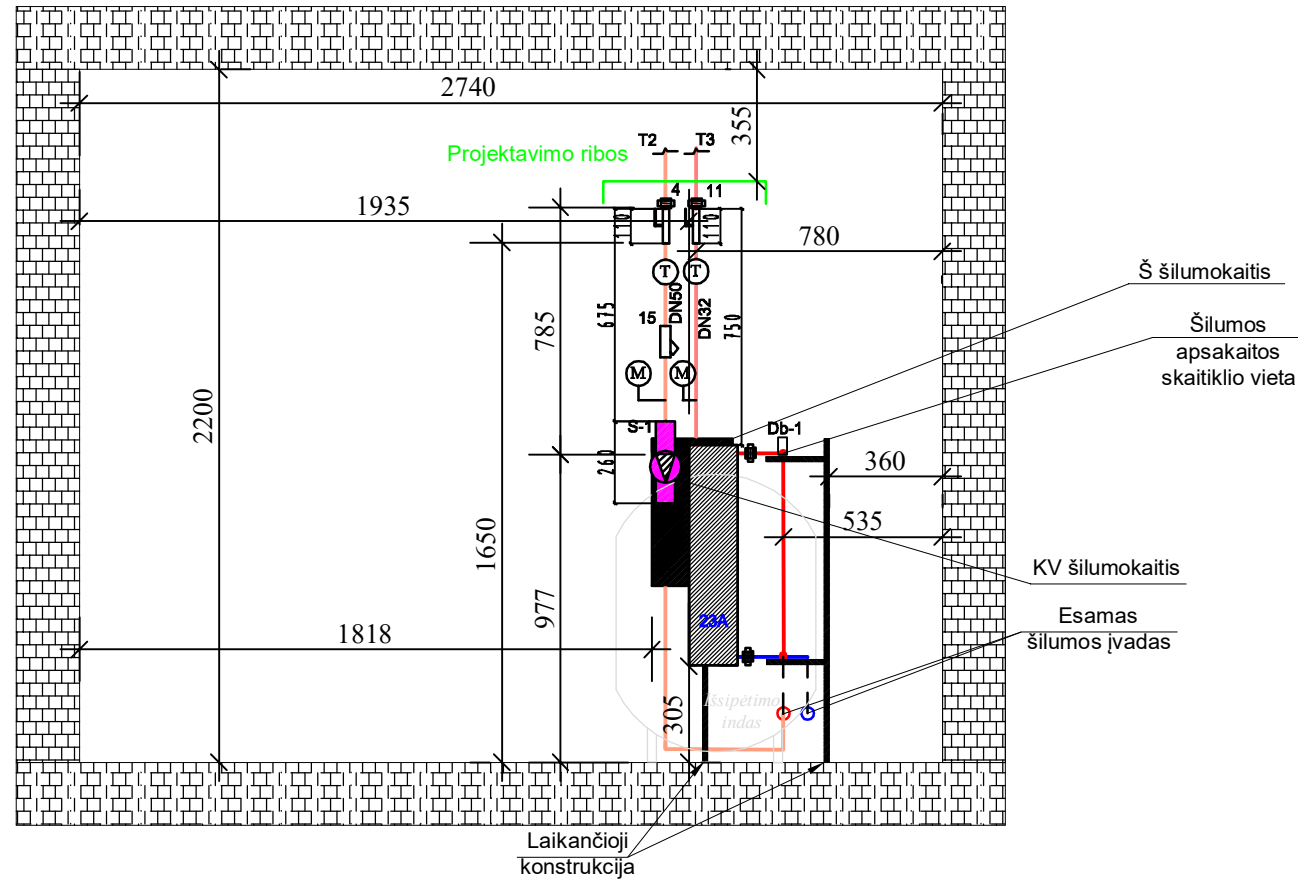 2740
355
T2
T3
Projektavimo ribos
4
11
1935
110
110
780
T
T
Š šilumokaitis
675
DN50
DN32
750
785
15
Šilumos
apsakaitos
skaitiklio vieta
M
M
2200
S-1
Db-1
260
360
535
1650
977
KV šilumokaitis
23A
Esamas
šilumos įvadas
1818
305
Išsipėtimo
indas
Laikančioji
konstrukcija